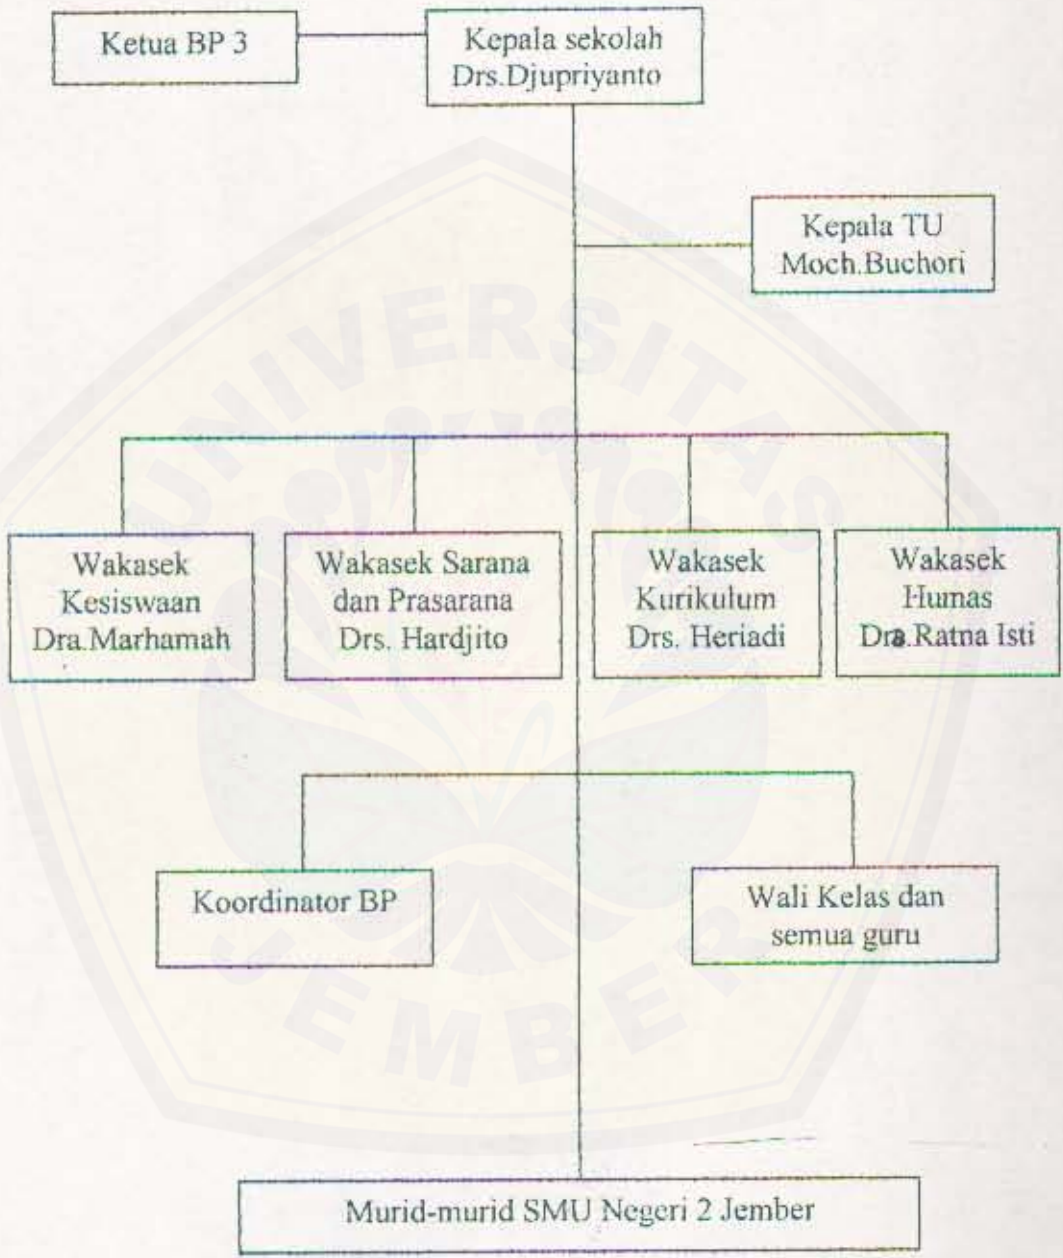 Ketua BP 3
Kepala sekolah
Drs.Djupriyanto
Kepala TU
Moch.Buchori
UNIVERSITAS
Wakasek
Kesiswaan
Dra.Marhamah
Wakasek Sarana
dan Prasarana
Drs. Hardjito
Wakasek
Kurikulum
Drs. Heriadi
Wakasek
Humas
Dra.Ratna Isti
Koordinator BP
Wali Kelas dan
semua guru
JEMBER
Murid-murid SMU Negeri 2 Jember